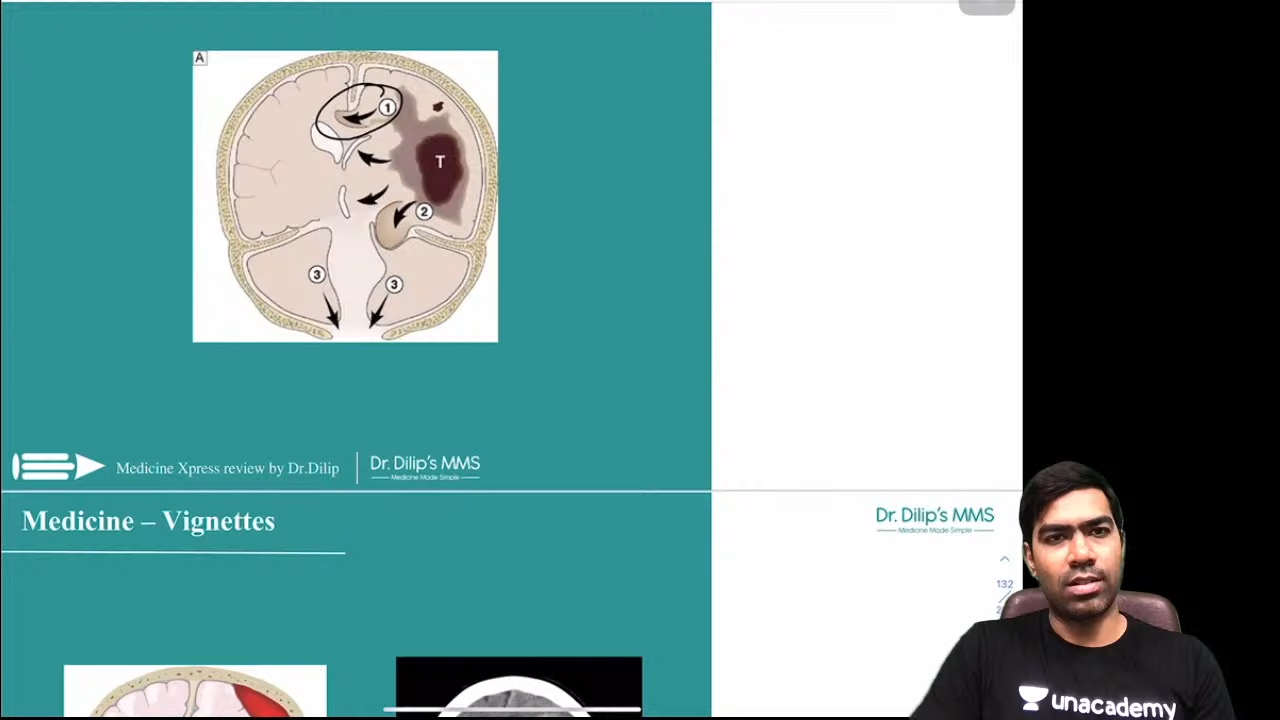 A
1
T
2
3
3
Medicine Xpress review by Dr.Dilip
Dr. Dilip's MMS
Medicine Made Simple
Medicine – Vignettes
Dr. Dilip's MMS
Medicine Made Simple
132
unacademy